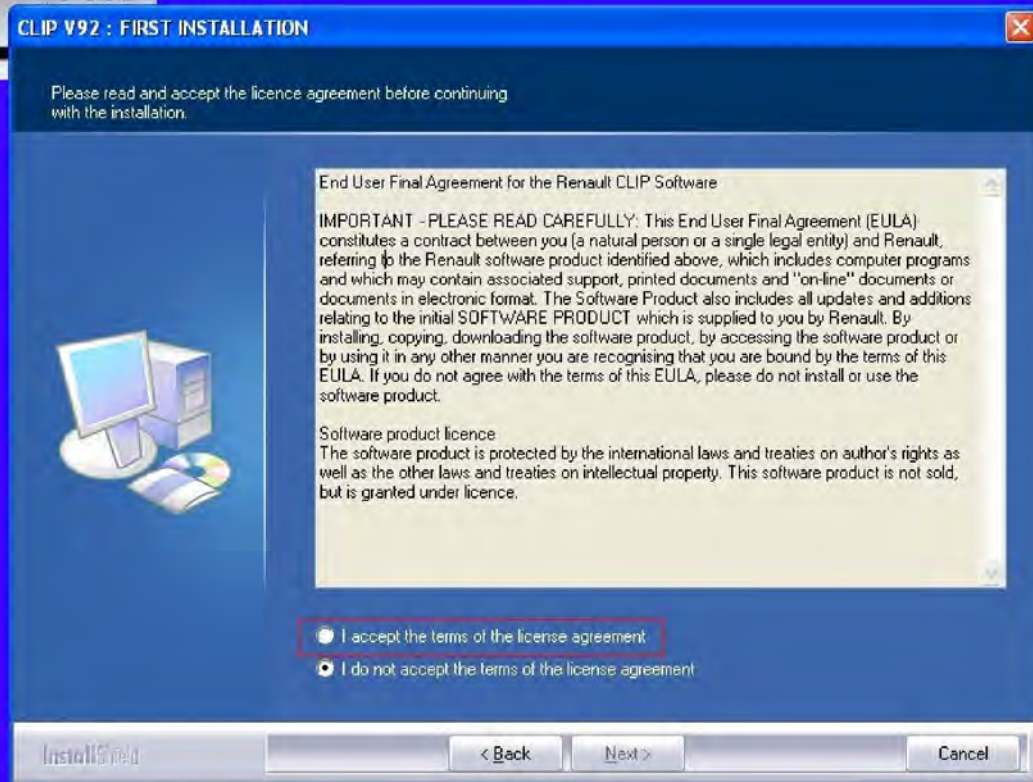 CLIP V92 : FIRST INSTALLATION
Please read and accept the licence agreement before continuing
with the installation.
End User Final Agreement for the Renault CLIP Software
IMPORTANT - PLEASE READ CAREFULLY: This End User Final Agreement (EULA)
constitutes a contract between you (a natural person or a single legal entity) and Renault,
referring to the Renault software product identified above, which includes computer programs
and which may contain associated support, printed documents and "on-line" documents or
documents in electronic format. The Software Product also includes all updates and additions
relating to the initial SOFTWARE PRODUCT which is supplied to you by Renault. By
installing, copying, downloading the software product, by accessing the software product or
by using it in any other manner you are recognising that you are bound by the terms of this
EULA. If you do not agree with the terms of this EULA, please do not install or use the
software product.
Software product licence
The software product is protected by the international laws and treaties on author's rights as
well as the other laws and treaties on intellectual property. This software product is not sold,
but is granted under licence.
I accept the terms of the license agreement
I do not accept the terms of the license agreement
InstallShield
< Back
Next >
Cancel